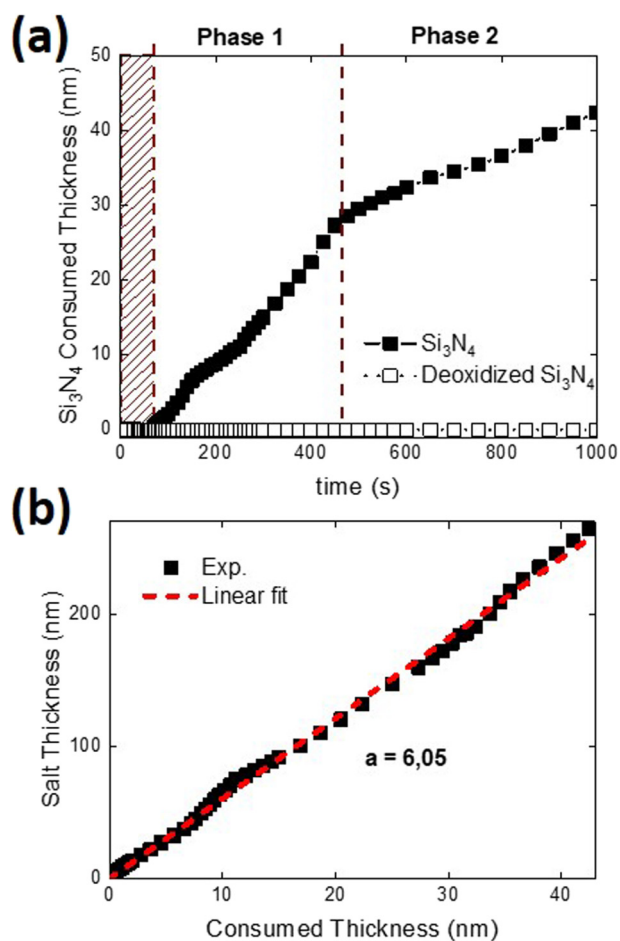 (a)
Phase 1 Phase 2
Si₃N₄ Consumed Thickness (nm)
50
40
30
20
10
0
Si₃N₄
Deoxidized Si₃N₄
0 200 400 600 800 1000
time (s)
(b)
Salt Thickness (nm)
200
100
0
Exp.
Linear fit
a = 6,05
0 10 20 30 40
Consumed Thickness (nm)